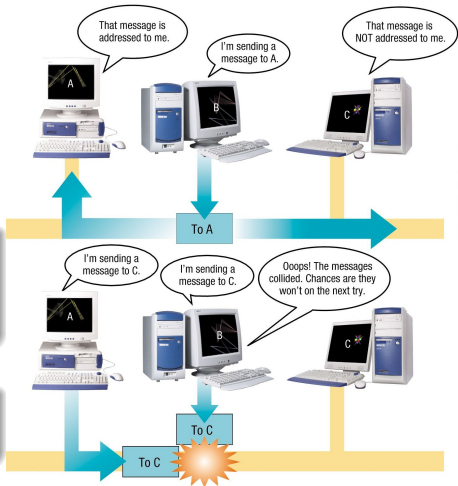 That message is
addressed to me.
I'm sending a
message to A.
That message is
NOT addressed to me.
A
B
C
To A
I'm sending a
message to C.
I'm sending a
message to C.
Ooops! The messages
collided. Chances are they
won't on the next try.
A
B
C
To C
To C